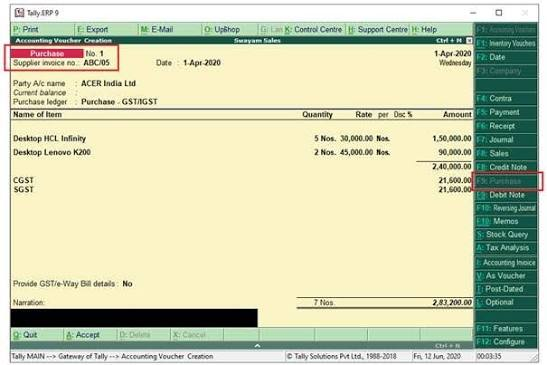 Tally.ERP 9
P: Print E: Export M: E-Mail O: Upload G: Lan K: Control Centre H: Support Centre H: Help
Accounting Voucher Creation Swayam Sales Ctrl + N
Purchase No. 1 1-Apr-2020
Supplier invoice no.: ABC/05 Date : 1-Apr-2020 Wednesday
Party A/c name : ACER India Ltd
Current balance :
Purchase ledger : Purchase - GST/IGST
Name of Item Quantity Rate per Disc % Amount
Desktop HCL Infinity 5 Nos. 30,000.00 Nos. 1,50,000.00
Desktop Lenovo K200 2 Nos. 45,000.00 Nos. 90,000.00
2,40,000.00
CGST 21,600.00
SGST 21,600.00
Provide GST/e-Way Bill details : No
Narration: 7 Nos. 2,83,200.00
Q: Quit A: Accept D: Delete X: Cancel
Ctrl + N
Tally MAIN --> Gateway of Tally --> Accounting Voucher Creation © Tally Solutions Pvt Ltd., 1988-2018 Fri, 12 Jun, 2020 00:03:35
F1: Accounting Vouchers
F1: Inventory Vouchers
F2: Date
F3: Company
F4: Contra
F5: Payment
F6: Receipt
F7: Journal
F8: Sales
F8: Credit Note
F9: Purchase
F9: Debit Note
F10: Reversing Journal
F10: Memos
S: Stock Query
A: Tax Analysis
I: Accounting Invoice
V: As Voucher
T: Post-Dated
L: Optional
F11: Features
F12: Configure